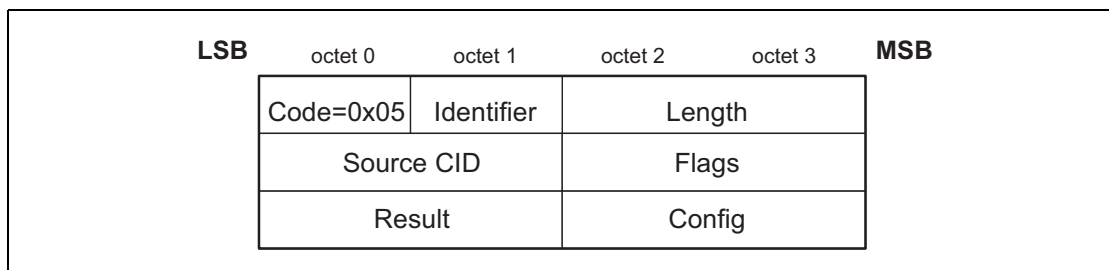 LSB octet 0 octet 1 octet 2 octet 3 MSB
Code=0x05 Identifier Length
Source CID Flags
Result Config